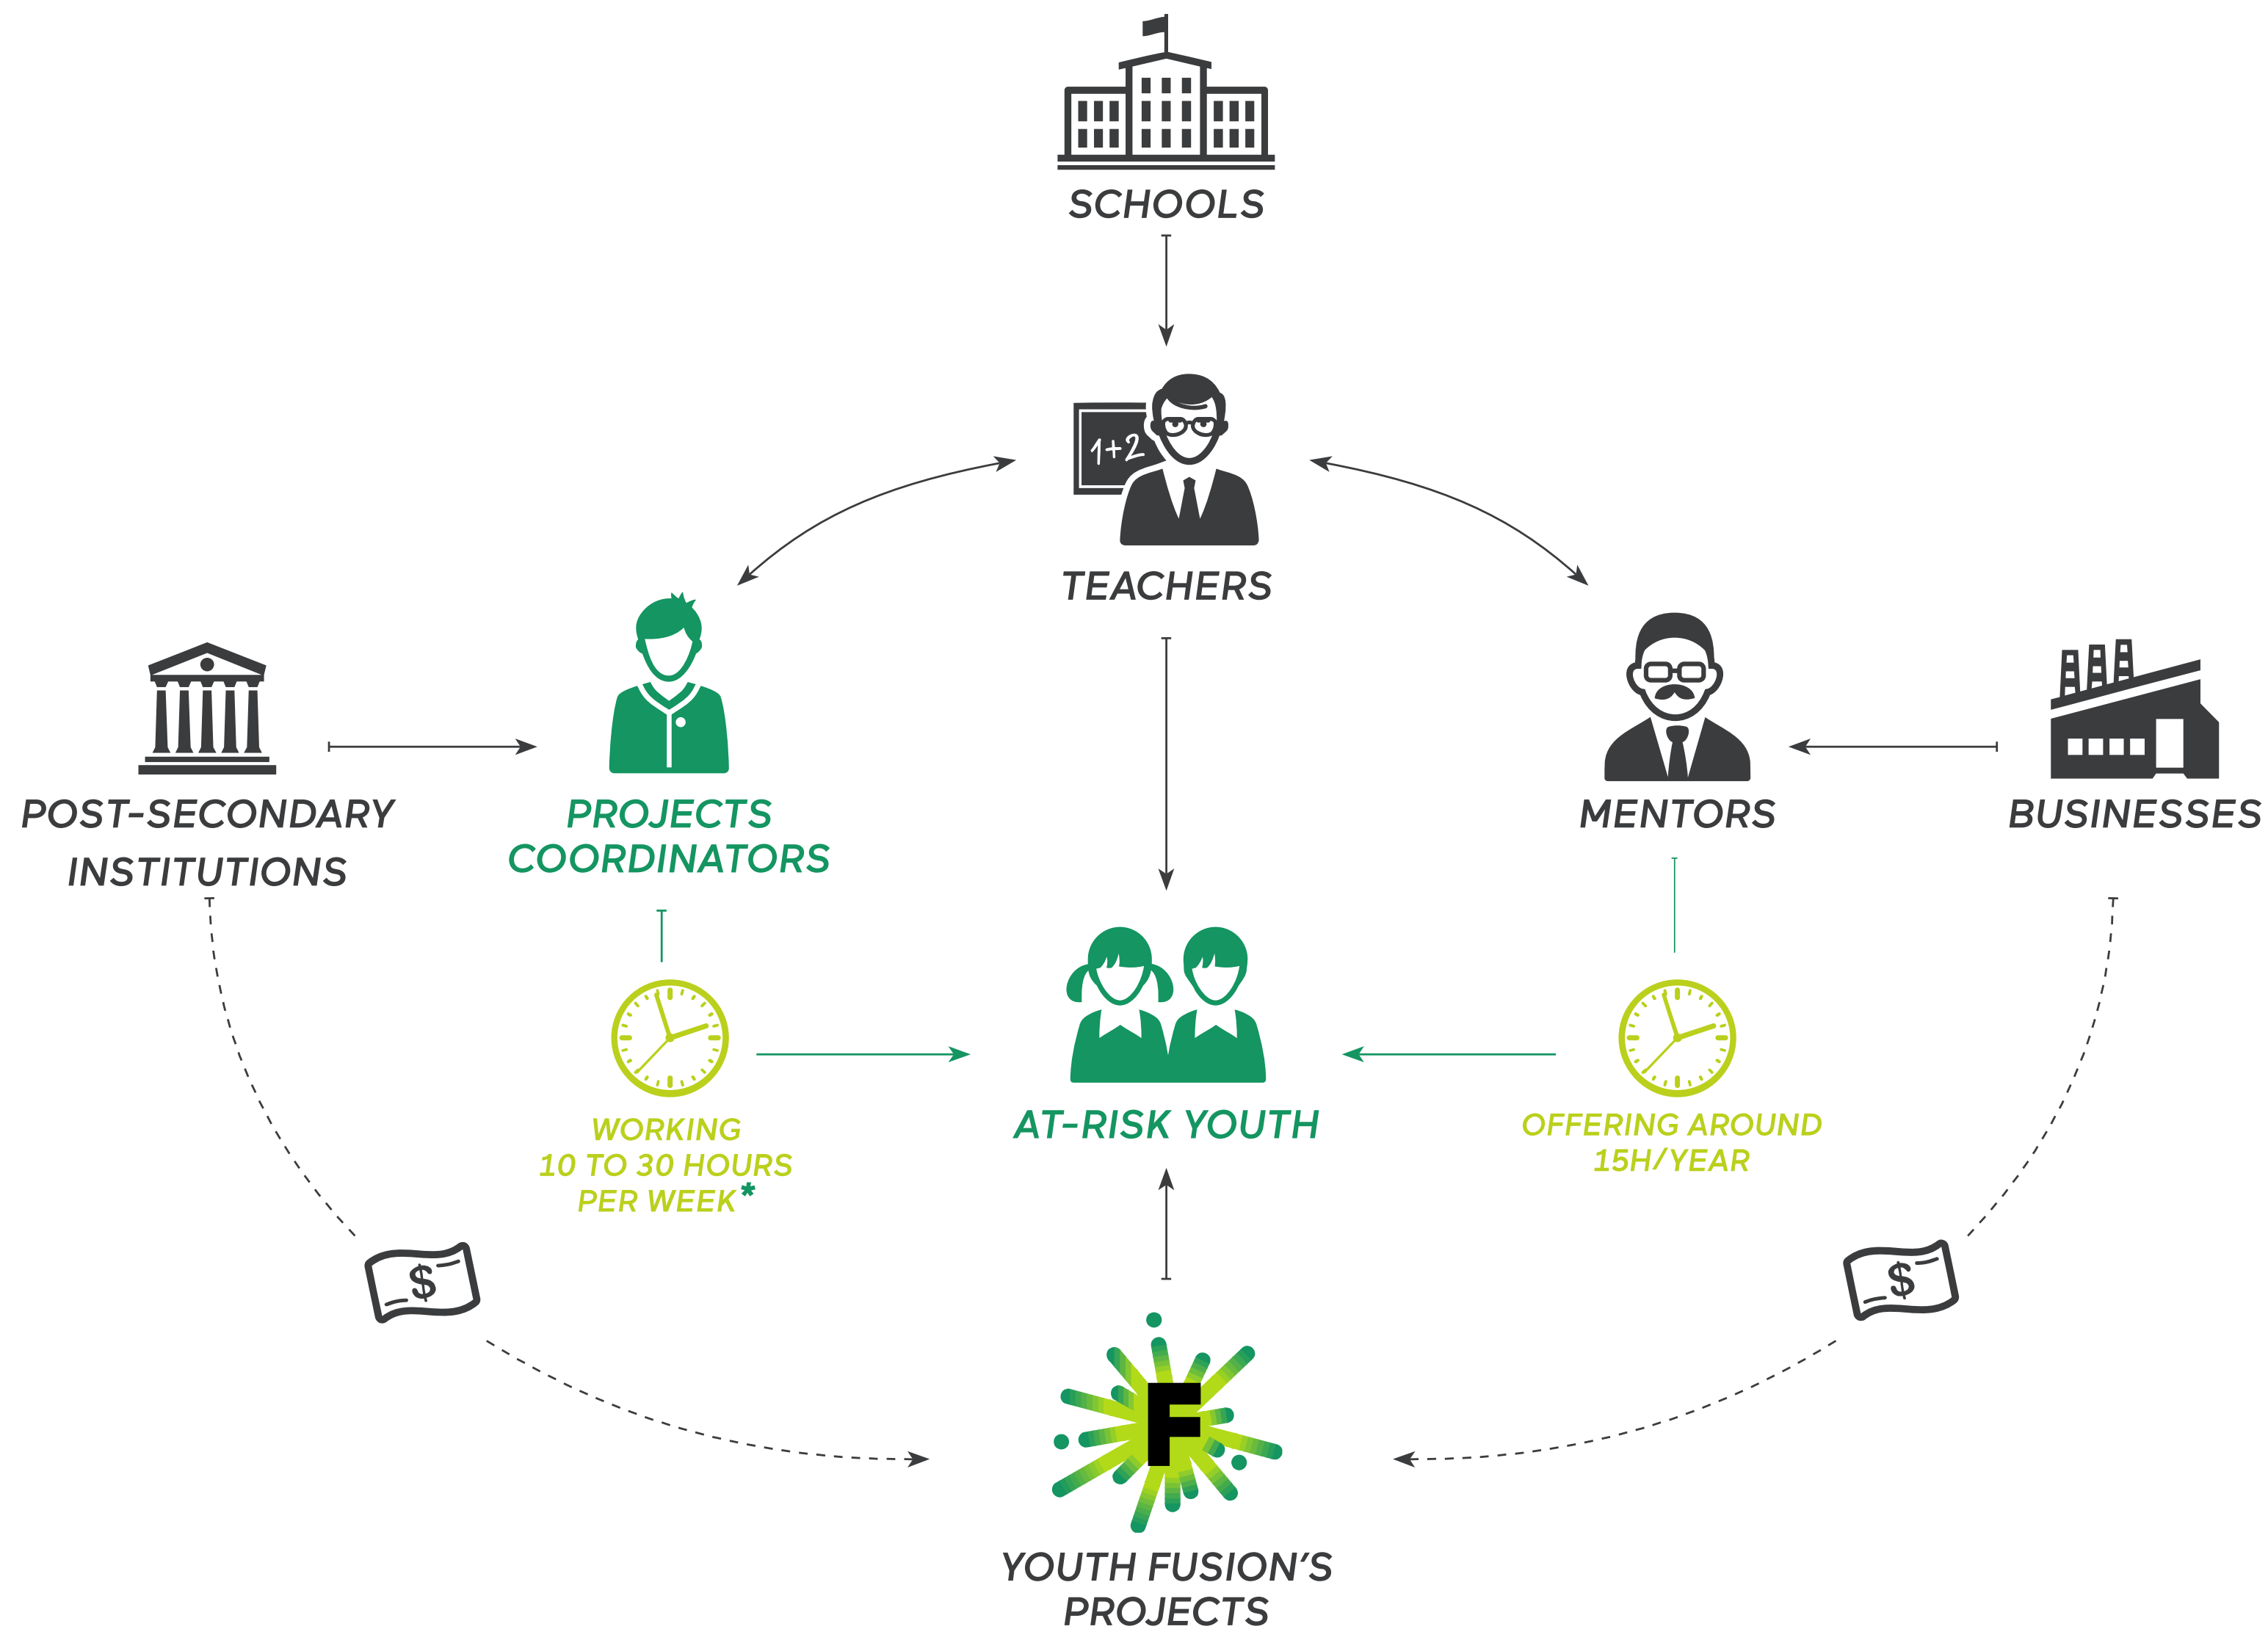 SCHOOLS
1+2
TEACHERS
POST-SECONDARY
INSTITUTIONS
PROJECTS
COORDINATORS
MENTORS
BUSINESSES
WORKING
10 TO 30 HOURS
PER WEEK*
AT-RISK YOUTH
OFFERING AROUND
15H/YEAR
$
$
F
YOUTH FUSION'S
PROJECTS